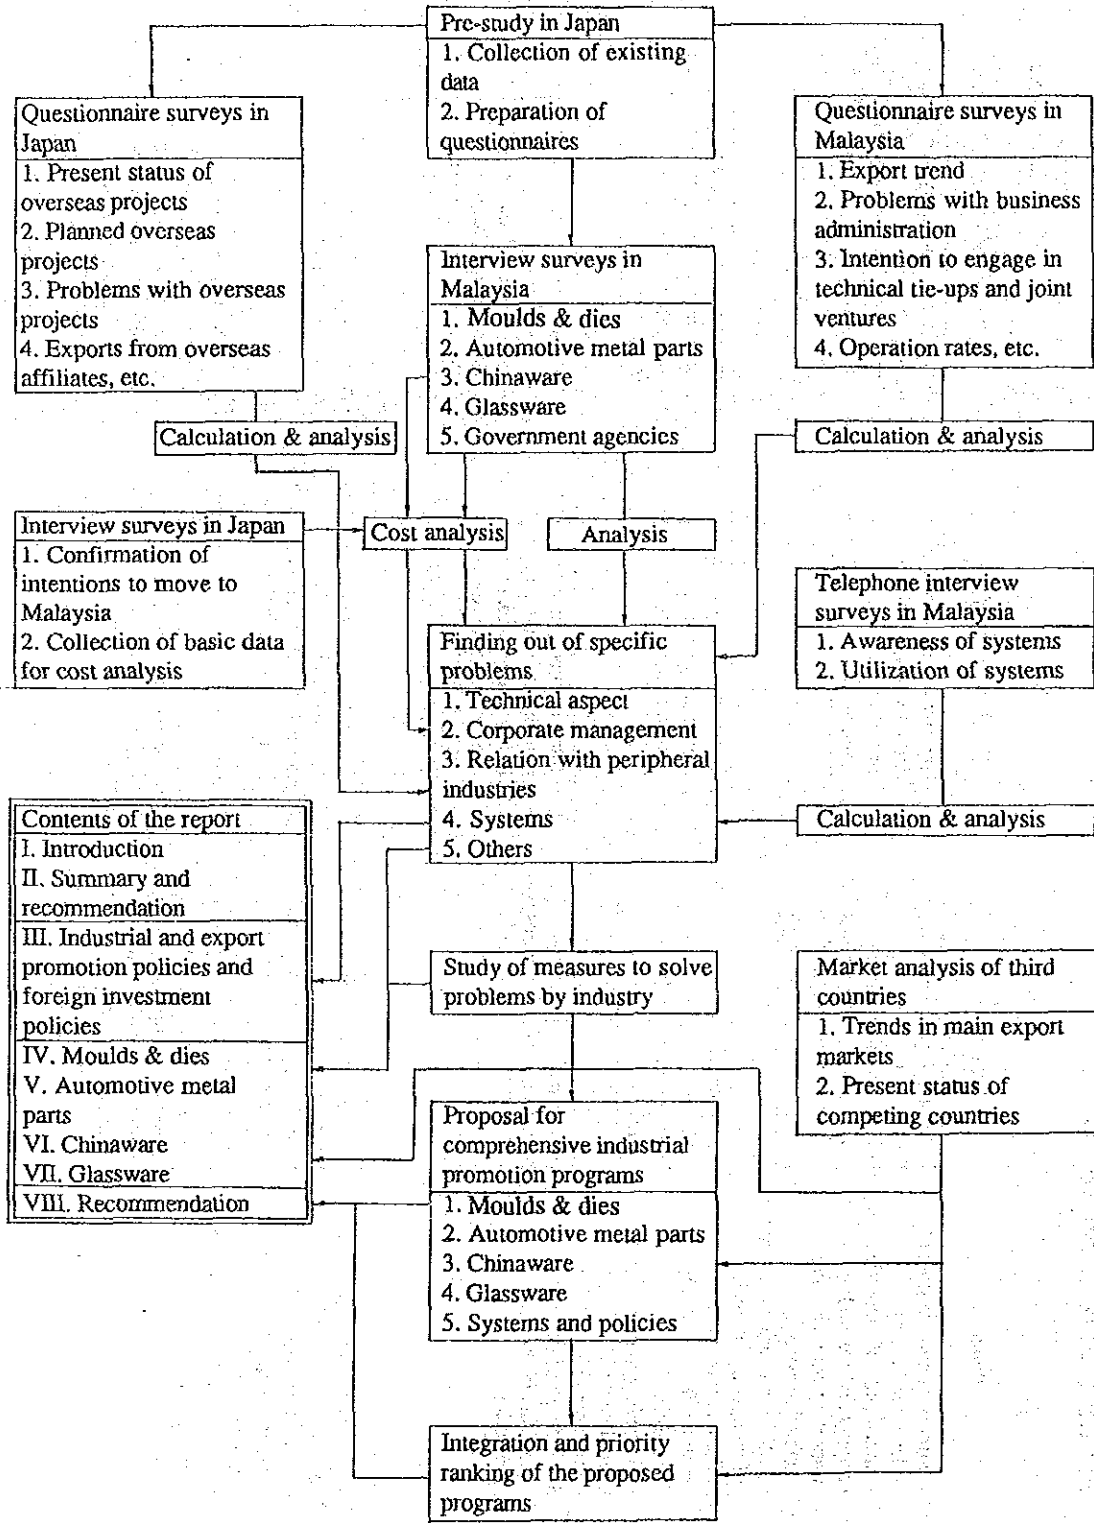 Pre-study in Japan
1. Collection of existing
data
2. Preparation of
questionnaires
Questionnaire surveys in
Japan
1. Present status of
overseas projects
2. Planned overseas
projects
3. Problems with overseas
projects
4. Exports from overseas
affiliates, etc.
Questionnaire surveys in
Malaysia
1. Export trend
2. Problems with business
administration
3. Intention to engage in
technical tie-ups and joint
ventures
4. Operation rates, etc.
Interview surveys in
Malaysia
1. Moulds & dies
2. Automotive metal parts
3. Chinaware
4. Glassware
5. Government agencies
Calculation & analysis
Calculation & analysis
Interview surveys in Japan
1. Confirmation of
intentions to move to
Malaysia
2. Collection of basic data
for cost analysis
Cost analysis
Analysis
Telephone interview
surveys in Malaysia
1. Awareness of systems
2. Utilization of systems
Finding out of specific
problems
1. Technical aspect
2. Corporate management
3. Relation with peripheral
industries
4. Systems
5. Others
Calculation & analysis
Contents of the report
I. Introduction
II. Summary and
recommendation
III. Industrial and export
promotion policies and
foreign investment
policies
IV. Moulds & dies
V. Automotive metal
parts
VI. Chinaware
VII. Glassware
VIII. Recommendation
Study of measures to solve
problems by industry
Market analysis of third
countries
1. Trends in main export
markets
2. Present status of
competing countries
Proposal for
comprehensive industrial
promotion programs
1. Moulds & dies
2. Automotive metal parts
3. Chinaware
4. Glassware
5. Systems and policies
Integration and priority
ranking of the proposed
programs